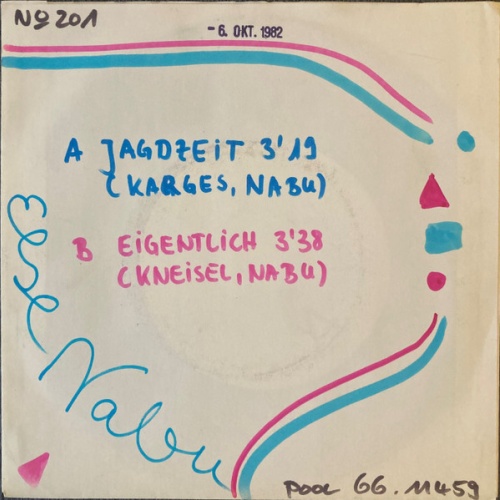 No 201
- 6. OKT. 1982
A JAGDZEIT 3'19
(KARGES, NABU)
B EIGENTLICH 3'38
(KNEISEL, NABU)
Nabu
POOL 66.11459